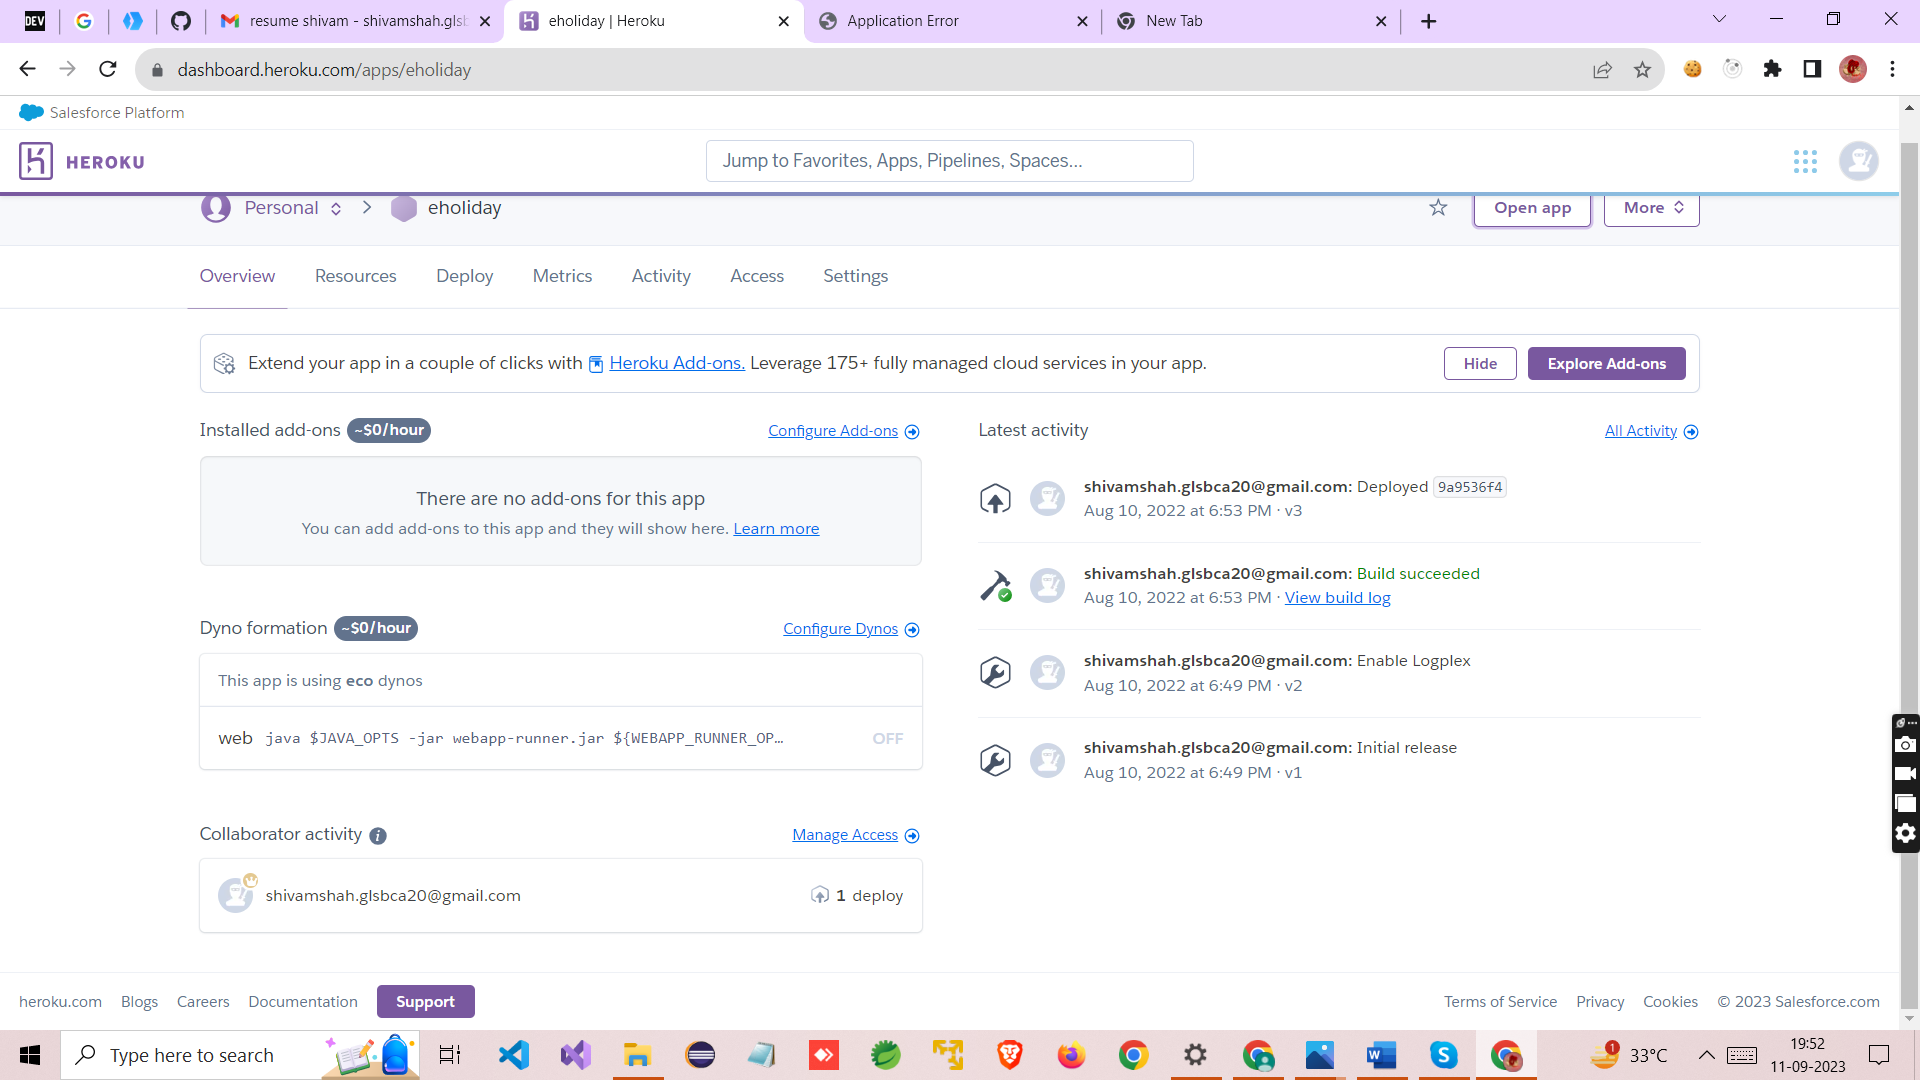 DEV
resume shivam - shivamshah.glsb
eholiday | Heroku
Application Error
New Tab
dashboard.heroku.com/apps/eholiday
Salesforce Platform
HEROKU
Jump to Favorites, Apps, Pipelines, Spaces...
Personal
eholiday
Open app
More
Overview
Resources
Deploy
Metrics
Activity
Access
Settings
Extend your app in a couple of clicks with Heroku Add-ons. Leverage 175+ fully managed cloud services in your app.
Hide
Explore Add-ons
Installed add-ons ~$0/hour
Configure Add-ons
There are no add-ons for this app
You can add add-ons to this app and they will show here. Learn more
Dyno formation ~$0/hour
Configure Dynos
This app is using eco dynos
web java $JAVA_OPTS -jar webapp-runner.jar ${WEBAPP_RUNNER_OP…
OFF
Collaborator activity
Manage Access
shivamshah.glsbca20@gmail.com
1 deploy
Latest activity
All Activity
shivamshah.glsbca20@gmail.com: Deployed 9a9536f4
Aug 10, 2022 at 6:53 PM · v3
shivamshah.glsbca20@gmail.com: Build succeeded
Aug 10, 2022 at 6:53 PM · View build log
shivamshah.glsbca20@gmail.com: Enable Logplex
Aug 10, 2022 at 6:49 PM · v2
shivamshah.glsbca20@gmail.com: Initial release
Aug 10, 2022 at 6:49 PM · v1
heroku.com
Blogs
Careers
Documentation
Support
Terms of Service
Privacy
Cookies
© 2023 Salesforce.com
Type here to search
1
33°C
19:52
11-09-2023